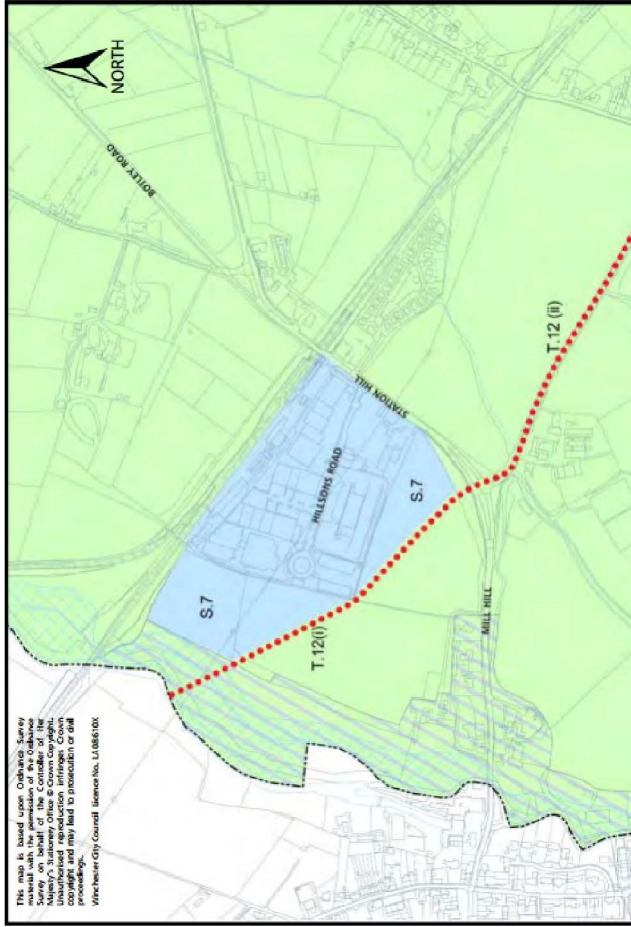 This map is based upon Ordnance Survey
material with the permission of the Ordnance
Survey on behalf of the Controller of Her
Majesty's Stationery Office © Crown Copyright.
Unauthorised reproduction infringes Crown
copyright and may lead to prosecution or civil
proceedings.
Winchester City Council Licence No. LA08610X
NORTH
BOTLEY ROAD
STATION HILL
HILLSONS ROAD
S.7
S.7
T.12(i)
T.12 (ii)
MILL HILL